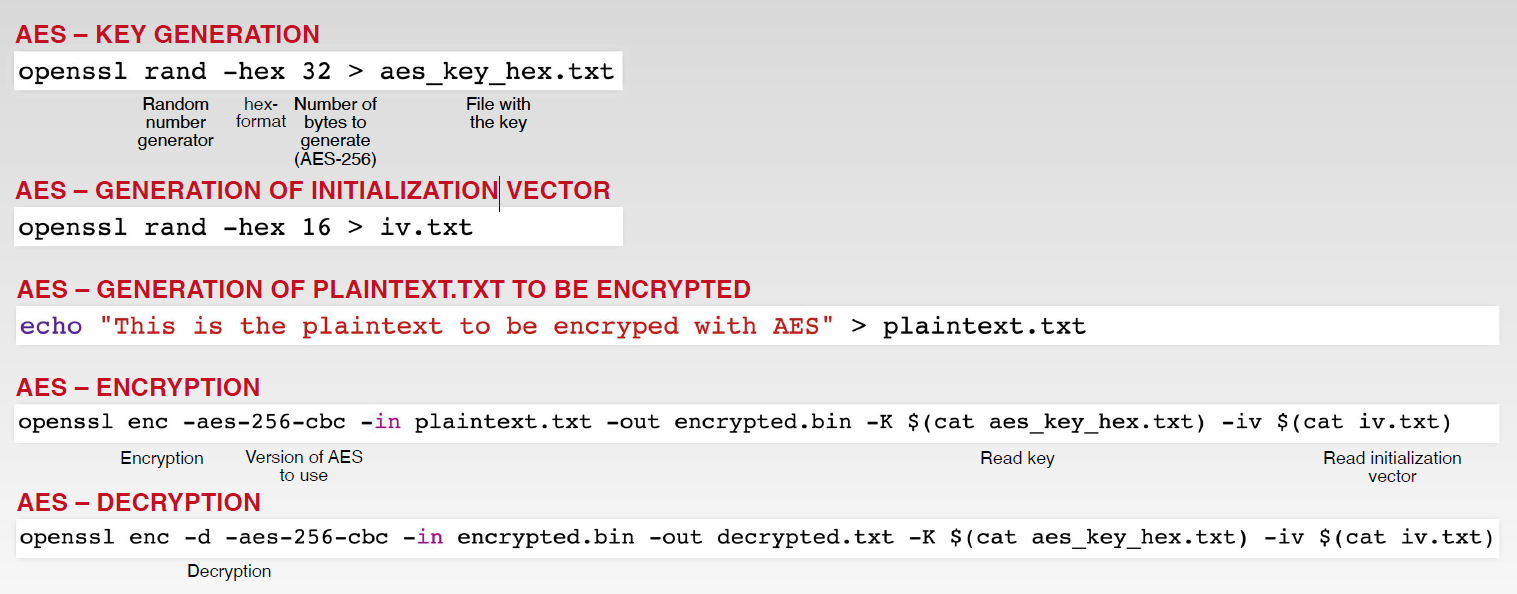 AES – KEY GENERATION
openssl rand –hex 32 > aes_key_hex.txt
Random number generator
hex-format
Number of bytes to generate (AES-256)
File with the key
AES – GENERATION OF INITIALIZATION VECTOR
openssl rand –hex 16 > iv.txt
AES – GENERATION OF PLAINTEXT.TXT TO BE ENCRYPTED
echo "This is the plaintext to be encryped with AES" > plaintext.txt
AES – ENCRYPTION
openssl enc –aes-256-cbc –in plaintext.txt –out encrypted.bin –K $(cat aes_key_hex.txt) –iv $(cat iv.txt)
Encryption
Version of AES to use
Read key
Read initialization vector
AES – DECRYPTION
openssl enc -d -aes-256-cbc –in encrypted.bin –out decrypted.txt –K $(cat aes_key_hex.txt) –iv $(cat iv.txt)
Decryption